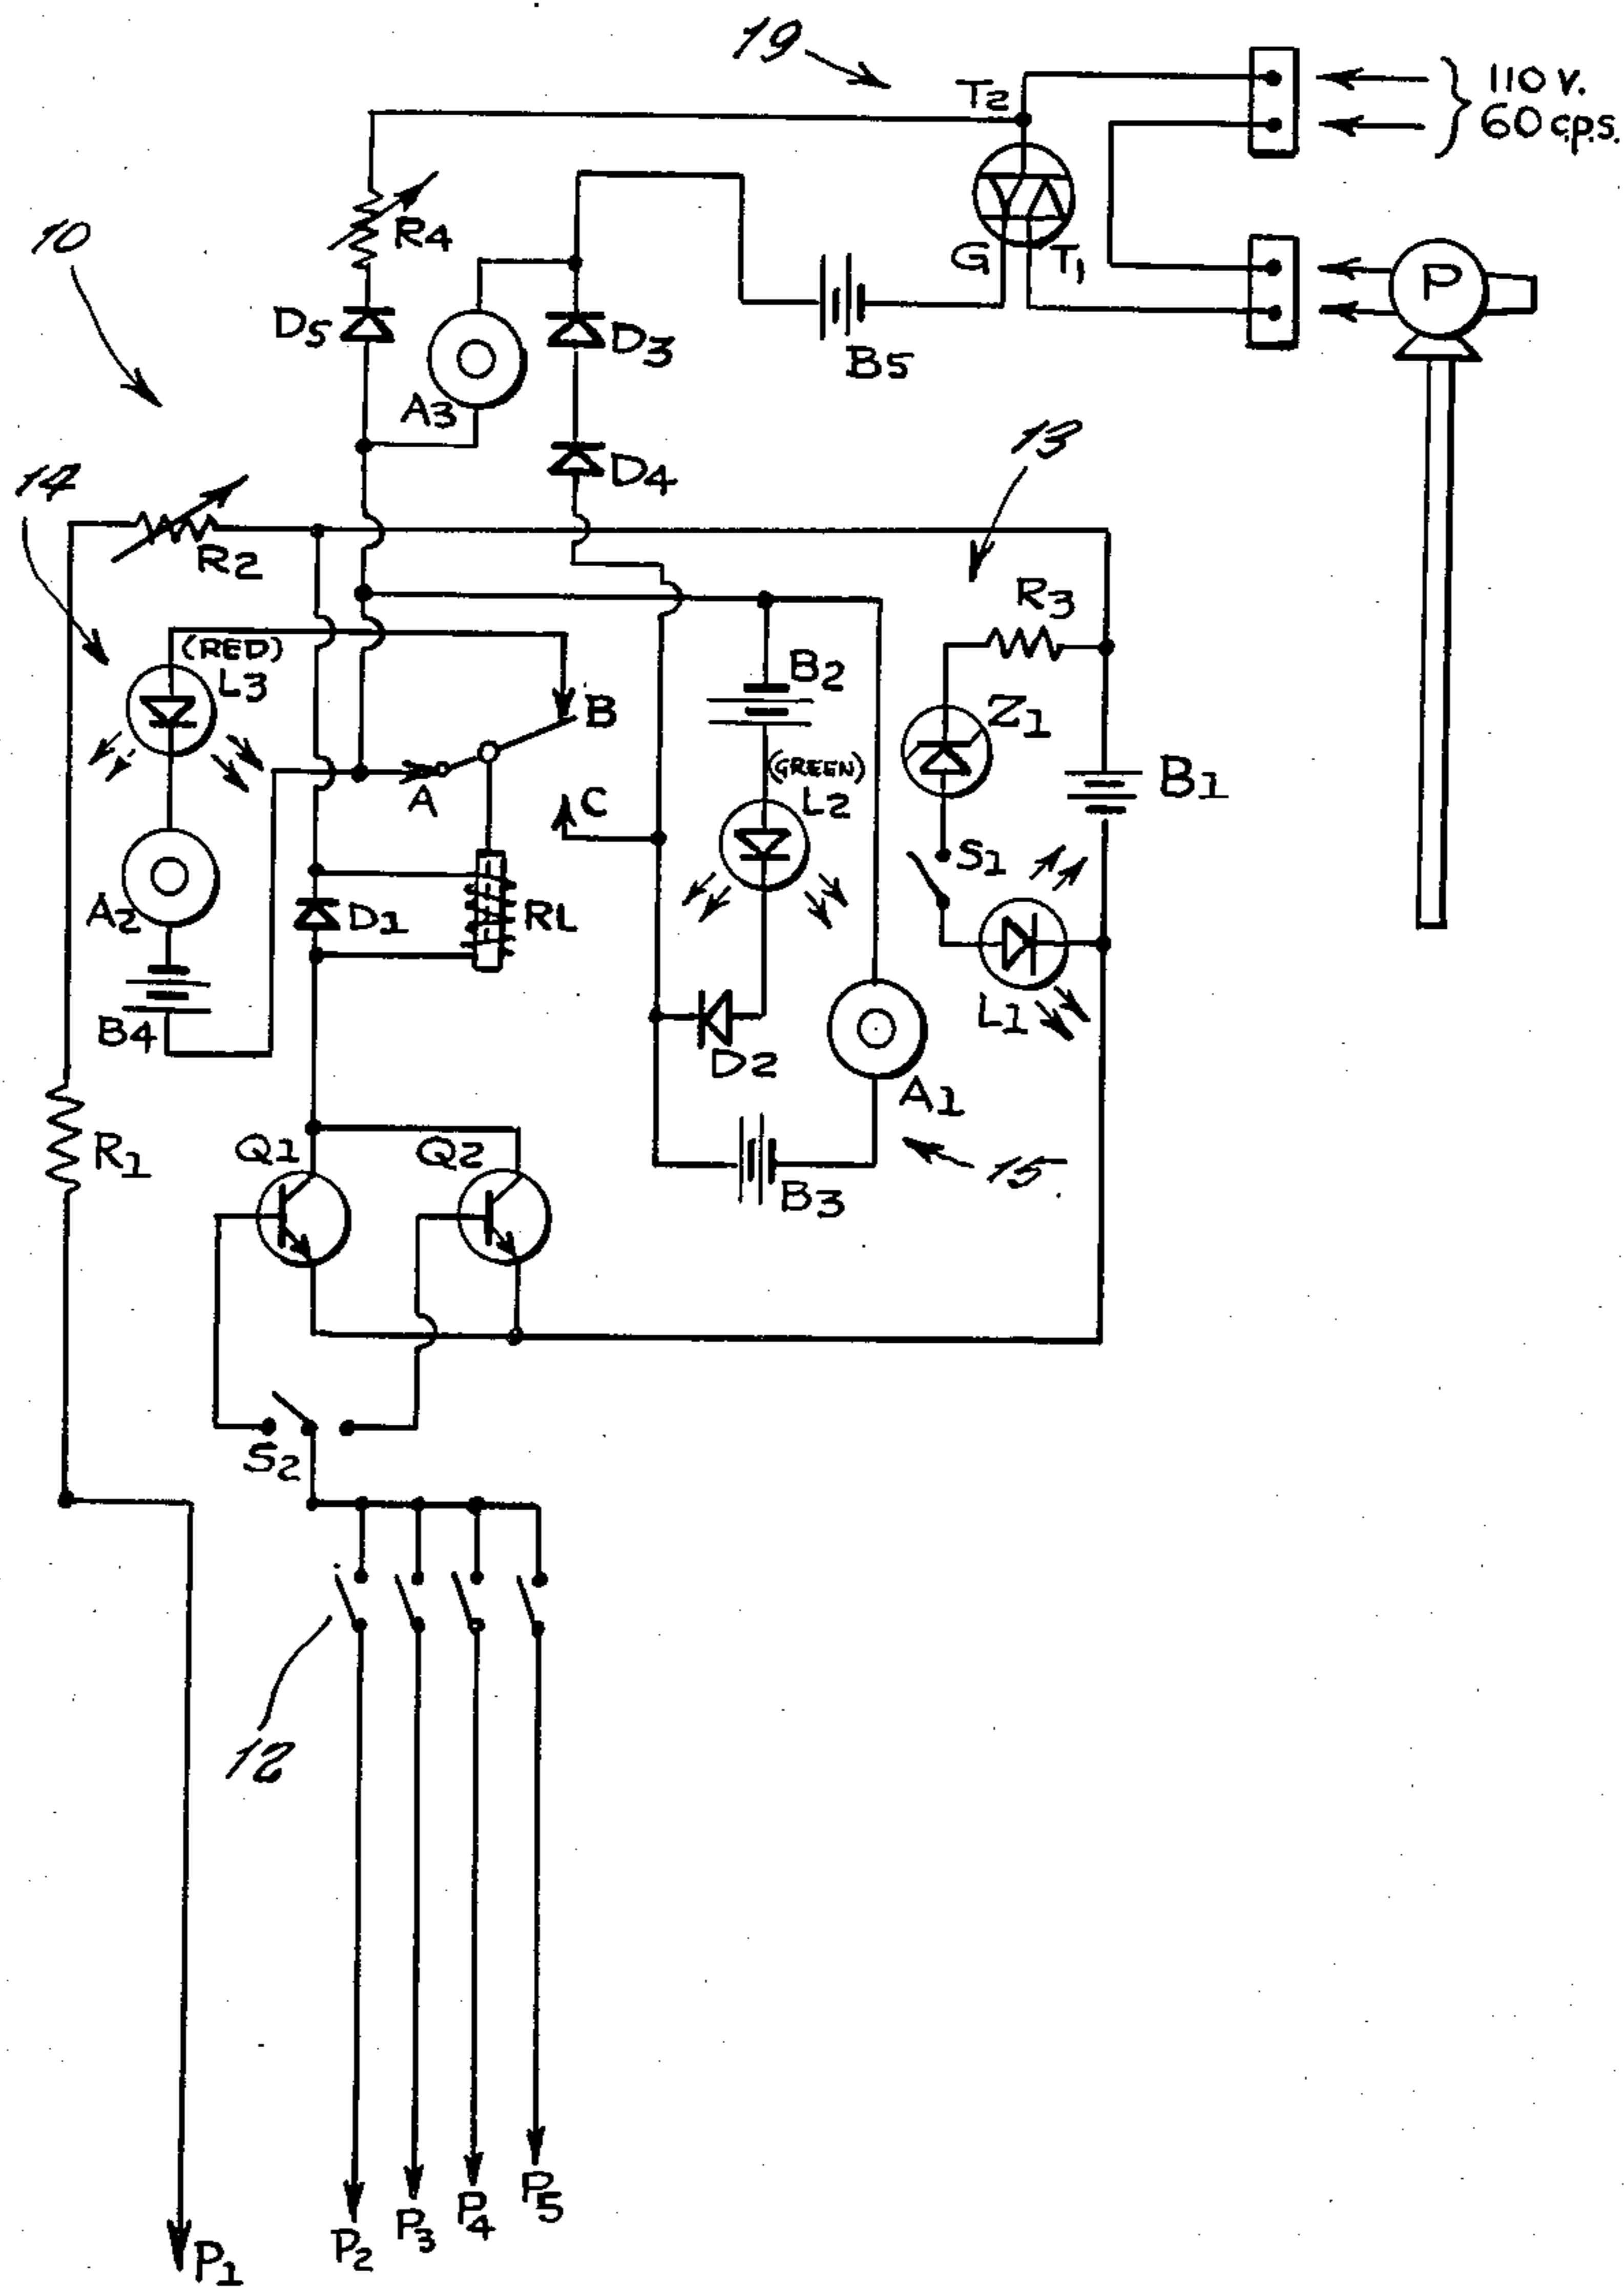 19
T2
110 V.
60 c.p.s.
10
R4
G
T1
P
D5
D3
B5
A3
13
14
D4
R2
R3
(RED)
L3
B2
B
Z1
(GREEN)
L2
B1
A
C
S1
A2
D1
RL
L1
B4
D2
A1
R1
Q1
Q2
15
B3
S2
12
P5
P4
P3
P2
P1